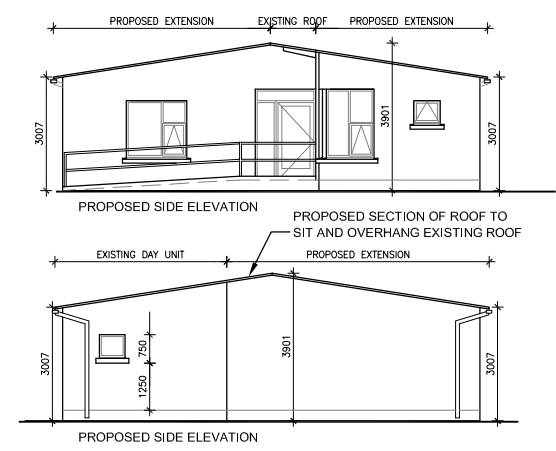 PROPOSED EXTENSION EXISTING ROOF PROPOSED EXTENSION
3007
3901
3007
PROPOSED SIDE ELEVATION
PROPOSED SECTION OF ROOF TO
SIT AND OVERHANG EXISTING ROOF
EXISTING DAY UNIT PROPOSED EXTENSION
3007
750
1250
3901
3007
PROPOSED SIDE ELEVATION